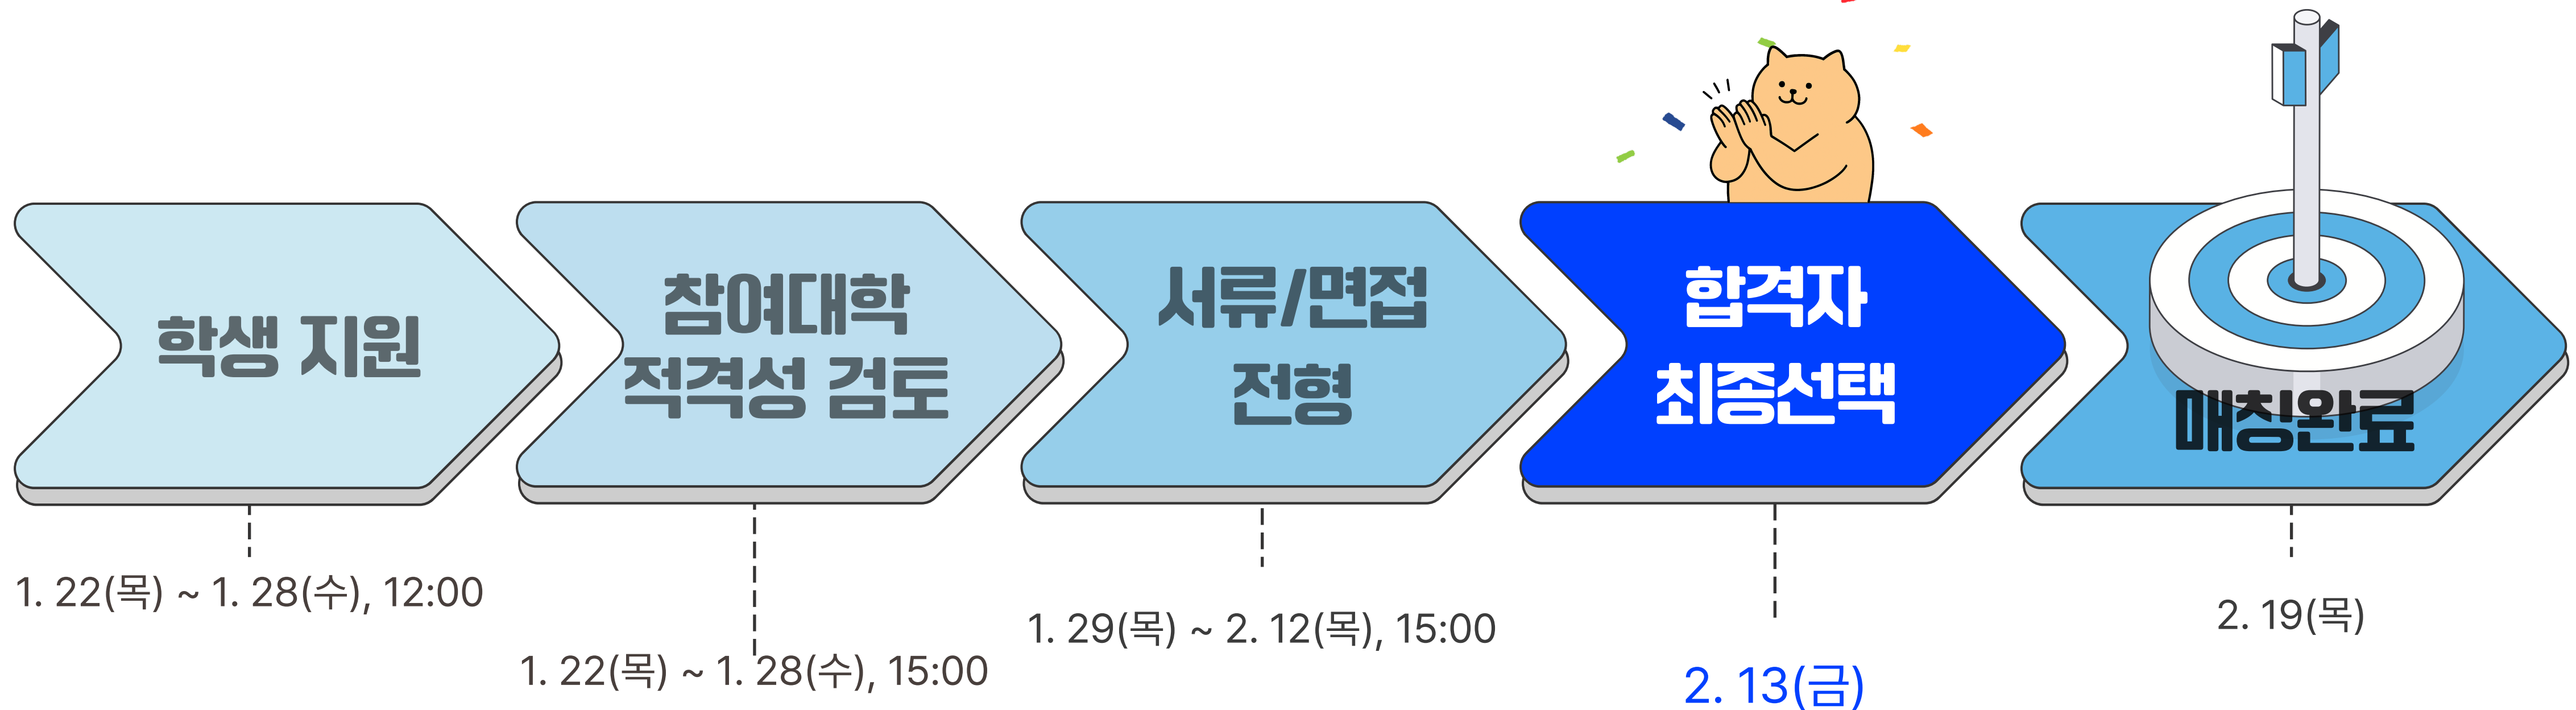 학생 지원
참여대학
적격성 검토
서류/면접
전형
합격자
최종선택
매칭완료
1. 22(목) ~ 1. 28(수), 12:00
1. 22(목) ~ 1. 28(수), 15:00
1. 29(목) ~ 2. 12(목), 15:00
2. 13(금)
2. 19(목)